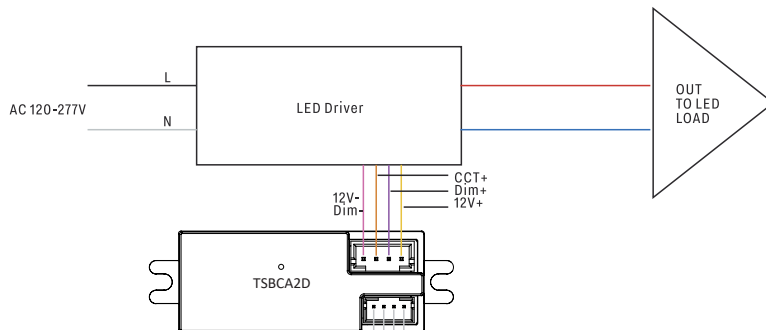 L
AC 120-277V
N
LED Driver
OUT
TO LED
LOAD
CCT+
Dim+
12V+
12V-
Dim-
TSBCA2D